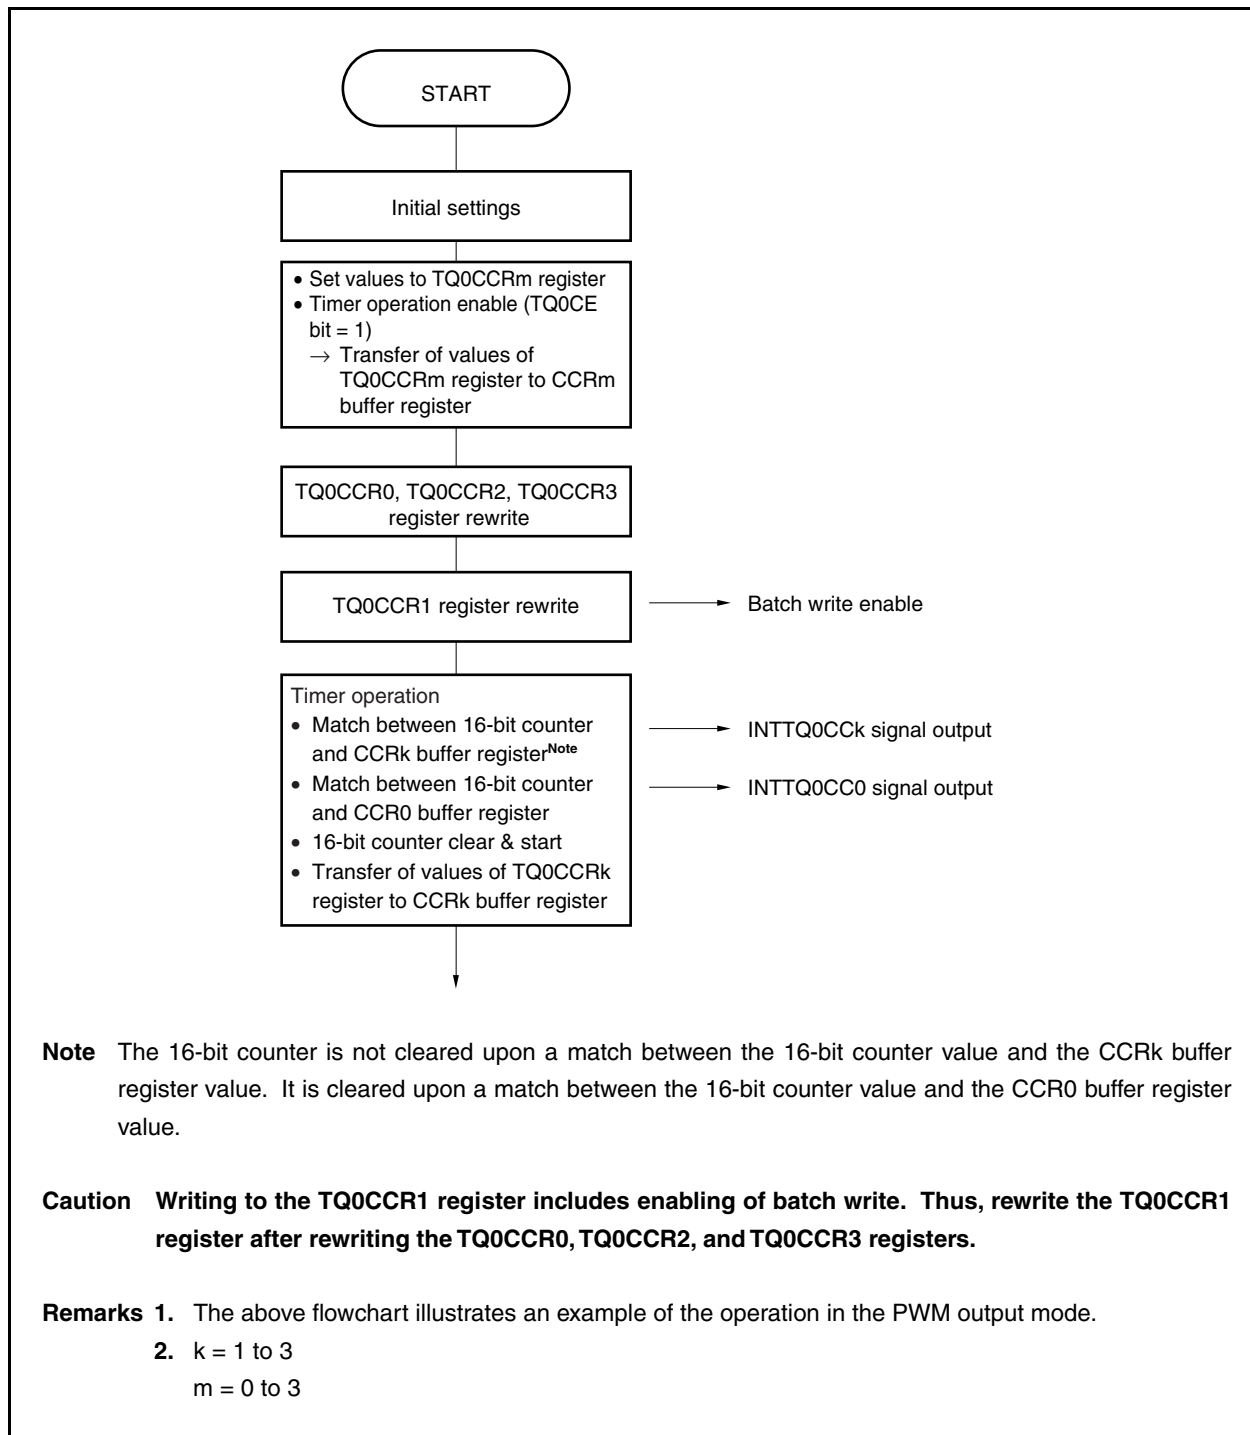 START
Initial settings
• Set values to TQ0CCRm register
• Timer operation enable (TQ0CE
bit = 1)
→ Transfer of values of
TQ0CCRm register to CCRm
buffer register
TQ0CCR0, TQ0CCR2, TQ0CCR3
register rewrite
TQ0CCR1 register rewrite
Batch write enable
Timer operation
• Match between 16-bit counter
and CCRk buffer registerNote
INTTQ0CCk signal output
• Match between 16-bit counter
and CCR0 buffer register
INTTQ0CC0 signal output
• 16-bit counter clear & start
• Transfer of values of TQ0CCRk
register to CCRk buffer register
Note The 16-bit counter is not cleared upon a match between the 16-bit counter value and the CCRk buffer
register value. It is cleared upon a match between the 16-bit counter value and the CCR0 buffer register
value.
Caution Writing to the TQ0CCR1 register includes enabling of batch write. Thus, rewrite the TQ0CCR1
register after rewriting the TQ0CCR0, TQ0CCR2, and TQ0CCR3 registers.
Remarks 1. The above flowchart illustrates an example of the operation in the PWM output mode.
2. k = 1 to 3
m = 0 to 3